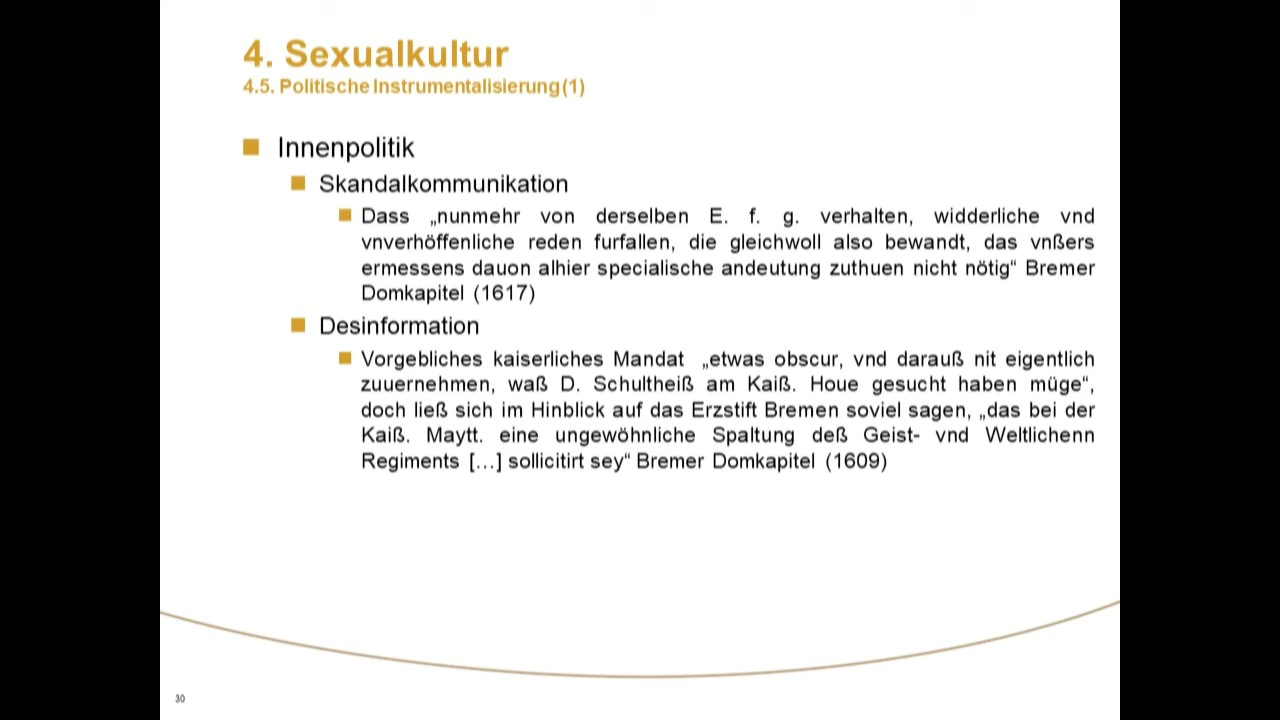 4. Sexualkultur
4.5. Politische Instrumentalisierung(1)
Innenpolitik
Skandalkommunikation
Dass „nunmehr von derselben E. f. g. verhalten, widderliche vnd
vnverhöffenliche reden furfallen, die gleichwoll also bewandt, das vnßers
ermessens dauon alhier specialische andeutung zuthuen nicht nötig“ Bremer
Domkapitel (1617)
Desinformation
Vorgebliches kaiserliches Mandat „etwas obscur, vnd darauß nit eigentlich
zuuernehmen, waß D. Schultheiß am Kaiß. Houe gesucht haben müge“,
doch ließ sich im Hinblick auf das Erzstift Bremen soviel sagen, „das bei der
Kaiß. Maytt. eine ungewöhnliche Spaltung deß Geist- vnd Weltlichenn
Regiments […] sollicitirt sey“ Bremer Domkapitel (1609)
30